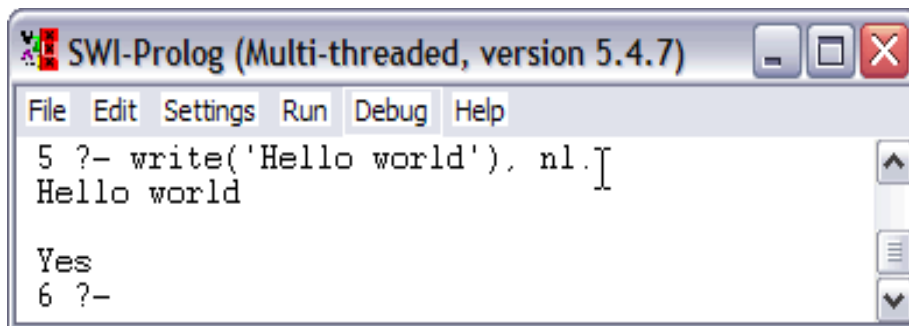 SWI-Prolog (Multi-threaded, version 5.4.7)
File Edit Settings Run Debug Help
5 ?- write('Hello world'), nl.
Hello world
Yes
6 ?-